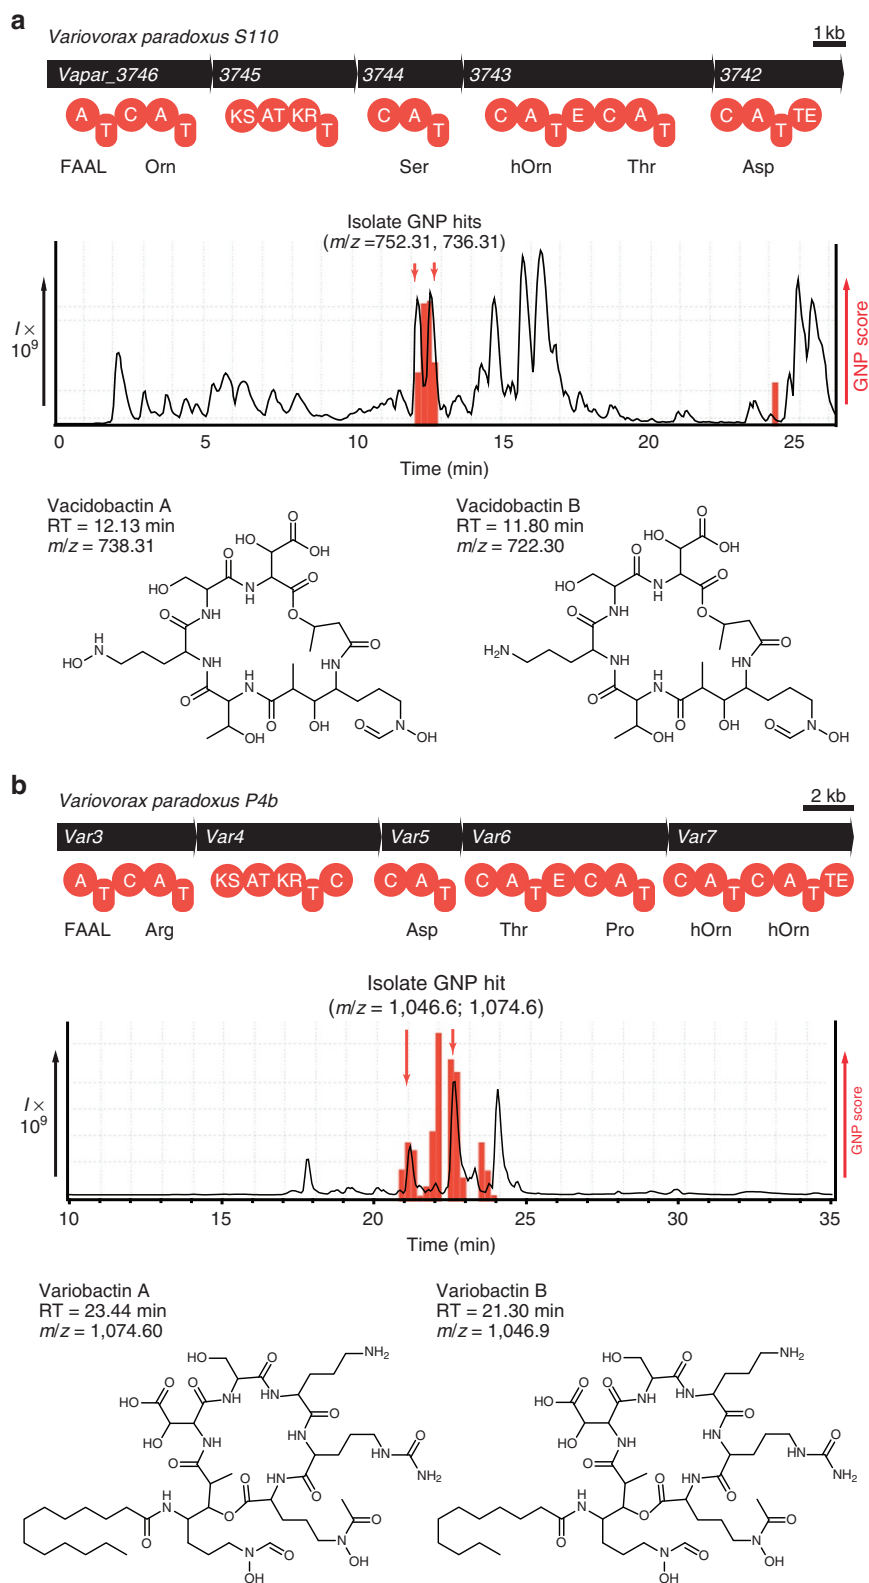 a
Variovorax paradoxus S110
1 kb
Vapar_3746 3745 3744 3743 3742
A T C A T KS AT KR T C A T C A T E C A T C A T TE
FAAL Orn Ser hOrn Thr Asp
Isolate GNP hits
(m/z =752.31, 736.31)
I ×
10⁹
GNP score
0 5 10 15 20 25
Time (min)
Vacidobactin A
RT = 12.13 min
m/z = 738.31
Vacidobactin B
RT = 11.80 min
m/z = 722.30
b
Variovorax paradoxus P4b
2 kb
Var3 Var4 Var5 Var6 Var7
A T C A T KS AT KR T C C A T C A T E C A T C A T C A T TE
FAAL Arg Asp Thr Pro hOrn hOrn
Isolate GNP hit
(m/z = 1,046.6; 1,074.6)
I ×
10⁹
GNP score
10 15 20 25 30 35
Time (min)
Variobactin A
RT = 23.44 min
m/z = 1,074.60
Variobactin B
RT = 21.30 min
m/z = 1,046.9